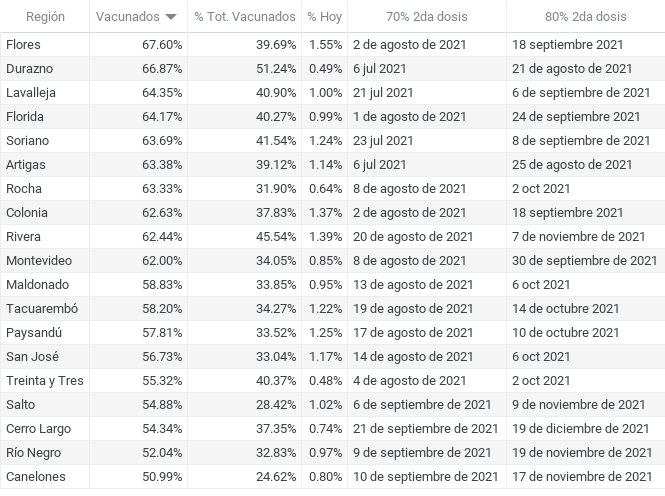 Región Vacunados % Tot. Vacunados % Hoy 70% 2da dosis 80% 2da dosis
Flores 67.60% 39.69% 1.55% 2 de agosto de 2021 18 septiembre 2021
Durazno 66.87% 51.24% 0.49% 6 jul 2021 21 de agosto de 2021
Lavalleja 64.35% 40.90% 1.00% 21 jul 2021 6 de septiembre de 2021
Florida 64.17% 40.27% 0.99% 1 de agosto de 2021 24 de septiembre 2021
Soriano 63.69% 41.54% 1.24% 23 jul 2021 8 de septiembre de 2021
Artigas 63.38% 39.12% 1.14% 6 jul 2021 25 de agosto de 2021
Rocha 63.33% 31.90% 0.64% 8 de agosto de 2021 2 oct 2021
Colonia 62.63% 37.83% 1.37% 2 de agosto de 2021 18 septiembre 2021
Rivera 62.44% 45.54% 1.39% 20 de agosto de 2021 7 de noviembre de 2021
Montevideo 62.00% 34.05% 0.85% 8 de agosto de 2021 30 de septiembre de 2021
Maldonado 58.83% 33.85% 0.95% 13 de agosto de 2021 6 oct 2021
Tacuarembó 58.20% 34.27% 1.22% 19 de agosto de 2021 14 de octubre 2021
Paysandú 57.81% 33.52% 1.25% 17 de agosto de 2021 10 de octubre 2021
San José 56.73% 33.04% 1.17% 14 de agosto de 2021 6 oct 2021
Treinta y Tres 55.32% 40.37% 0.48% 4 de agosto de 2021 2 oct 2021
Salto 54.88% 28.42% 1.02% 6 de septiembre de 2021 9 de noviembre de 2021
Cerro Largo 54.34% 37.35% 0.74% 21 de septiembre de 2021 19 de diciembre de 2021
Río Negro 52.04% 32.83% 0.97% 9 de septiembre de 2021 19 de noviembre de 2021
Canelones 50.99% 24.62% 0.80% 10 de septiembre de 2021 17 de noviembre de 2021